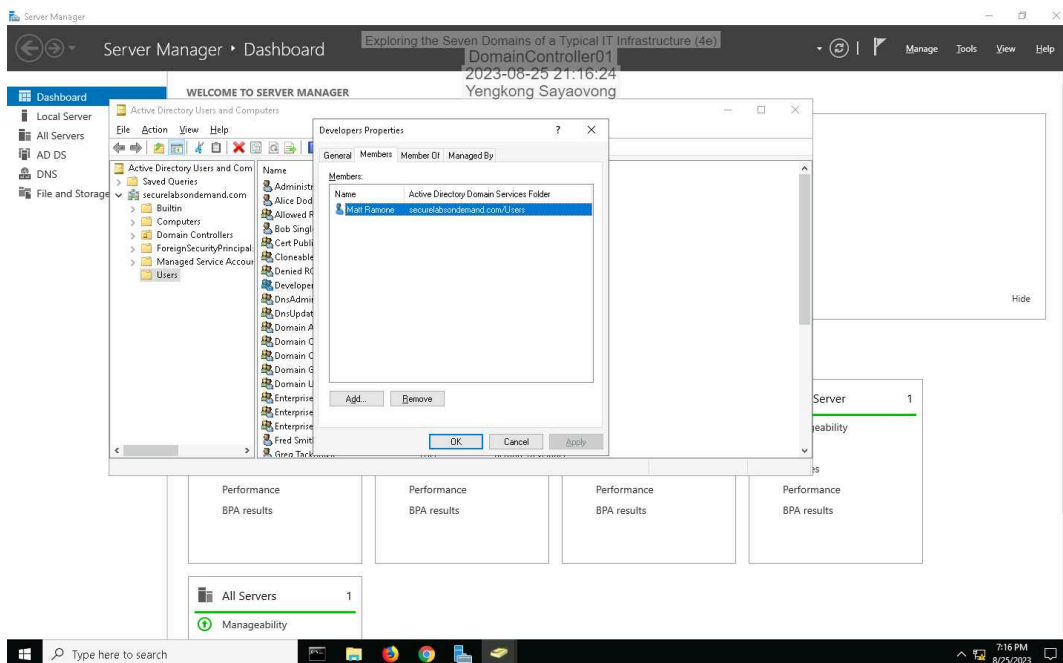 Server Manager
Server Manager • Dashboard
Manage Tools View Help
Exploring the Seven Domains of a Typical IT Infrastructure (4e)
DomainController01
2023-08-25 21:16:24
Yengkong Sayaovong
Dashboard
Local Server
All Servers
AD DS
DNS
File and Storage
WELCOME TO SERVER MANAGER
Active Directory Users and Computers
File Action View Help
Active Directory Users and Com
Saved Queries
securelabsondemand.com
Builtin
Computers
Domain Controllers
ForeignSecurityPrincipal
Managed Service Accour
Users
Name
Administr
Alice Dod
Allowed R
Bob Singl
Cert Publi
Cloneable
Denied RO
Developer
DnsAdmi
DnsUpdat
Domain A
Domain C
Domain C
Domain G
Domain U
Enterprise
Enterprise
Enterprise
Fred Smit
Greg Tack
Developers Properties
? X
General Members Member Of Managed By
Members:
Name Active Directory Domain Services Folder
Matt Ramone securelabsondemand.com/Users
Add... Remove
OK Cancel Apply
Hide
Server 1
geability
es
Performance
BPA results
Performance
BPA results
Performance
BPA results
Performance
BPA results
All Servers 1
Manageability
Type here to search
7:16 PM
8/25/2023